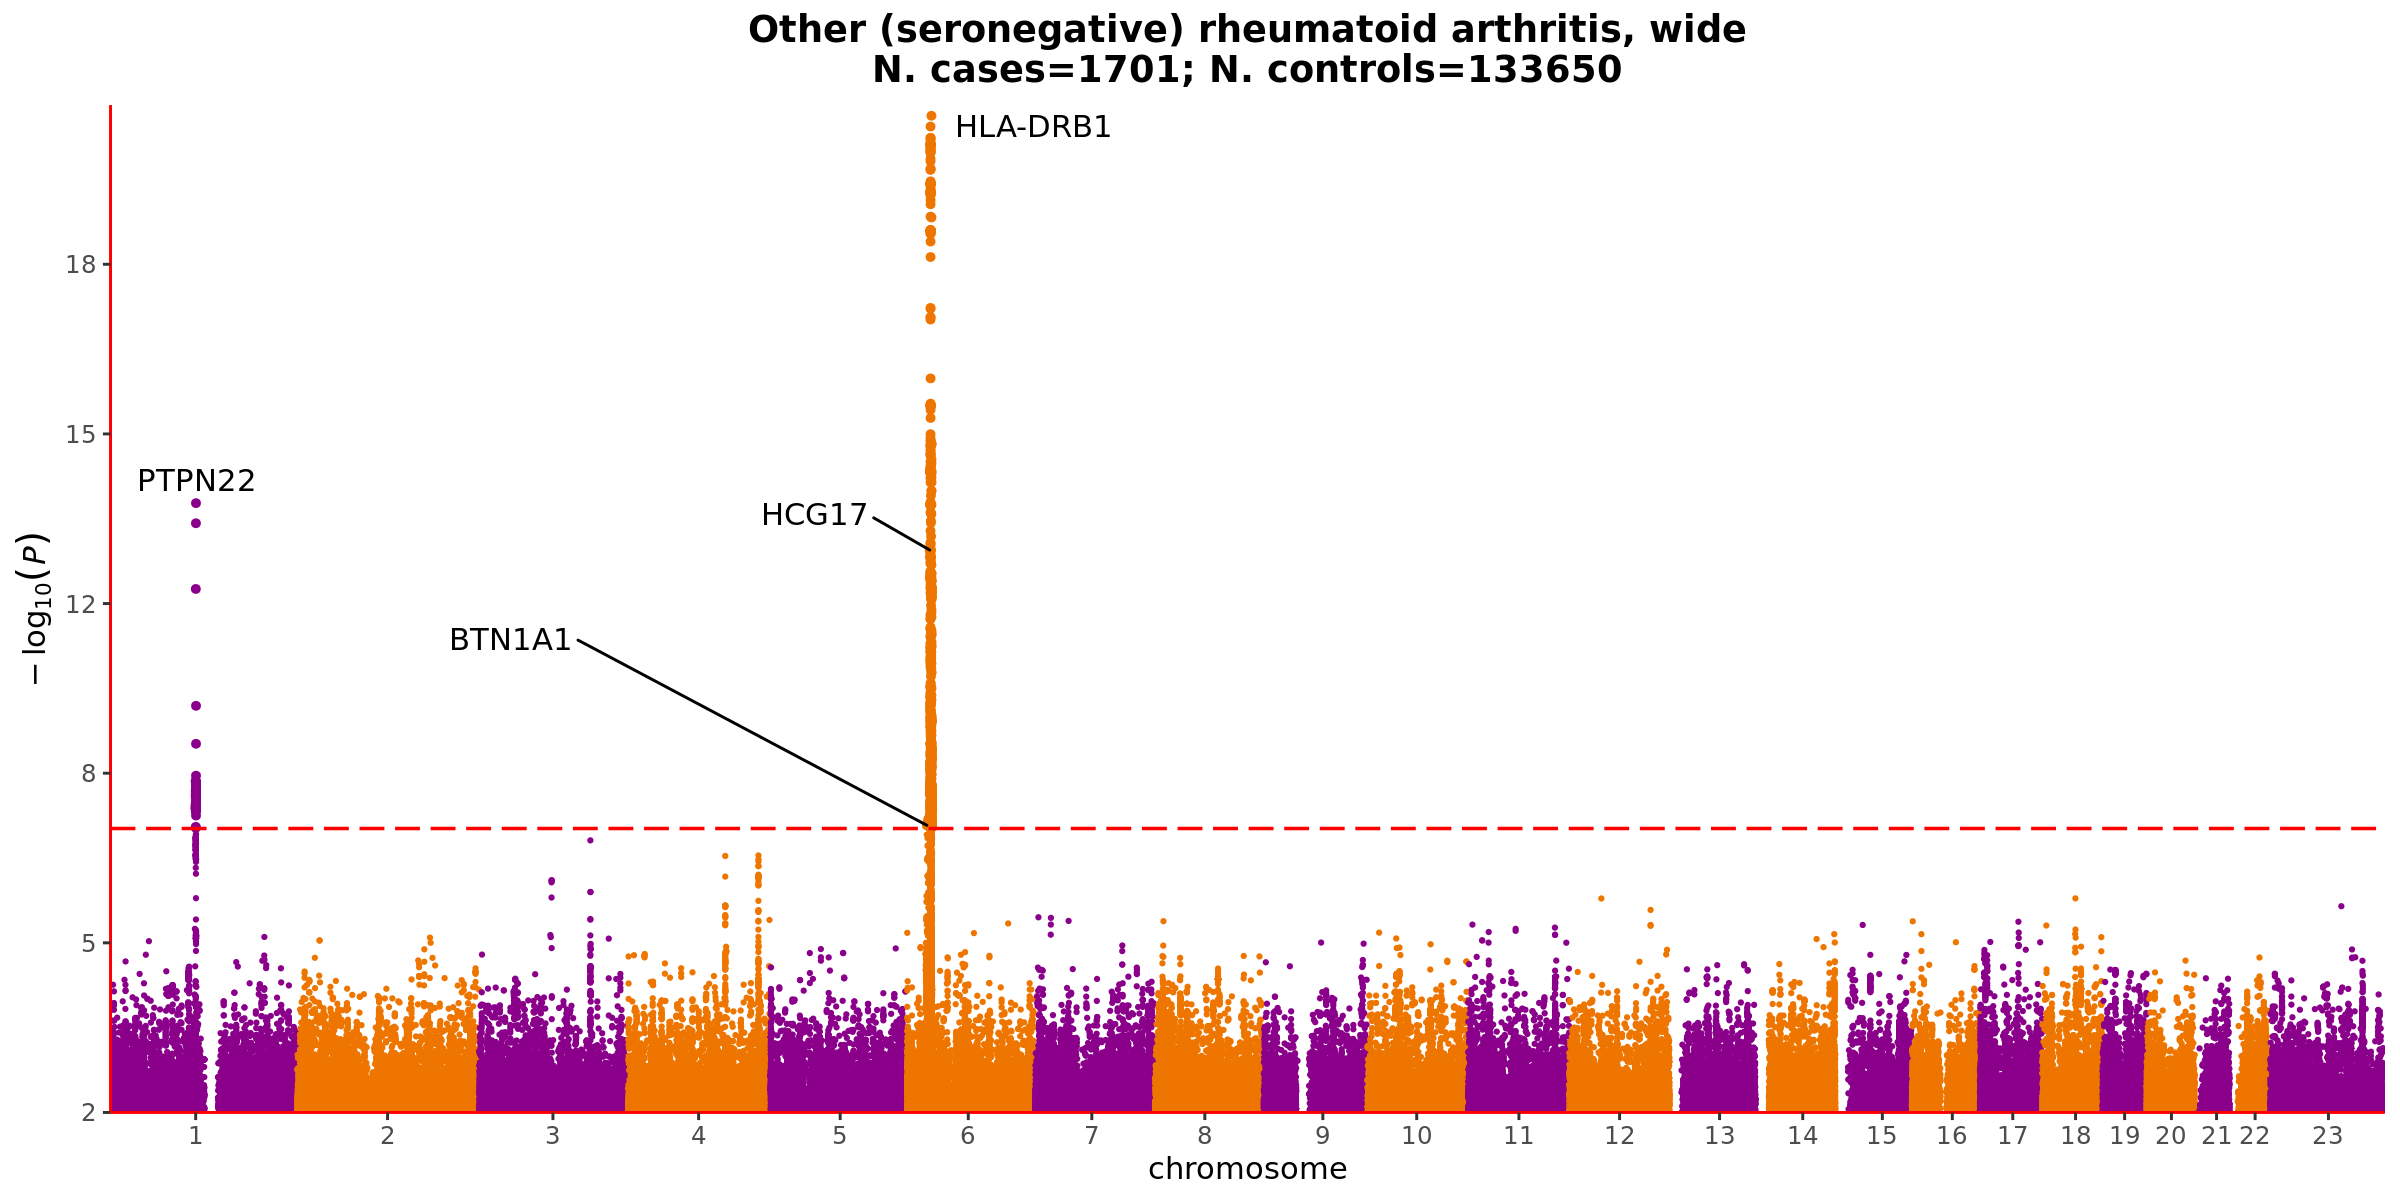 Other (seronegative) rheumatoid arthritis, wide
N. cases=1701; N. controls=133650
HLA-DRB1
18
15
PTPN22
HCG17
12
BTN1A1
8
5
2
−log10(P)
1 2 3 4 5 6 7 8 9 10 11 12 13 14 15 16 17 18 19 20 21 22 23
chromosome